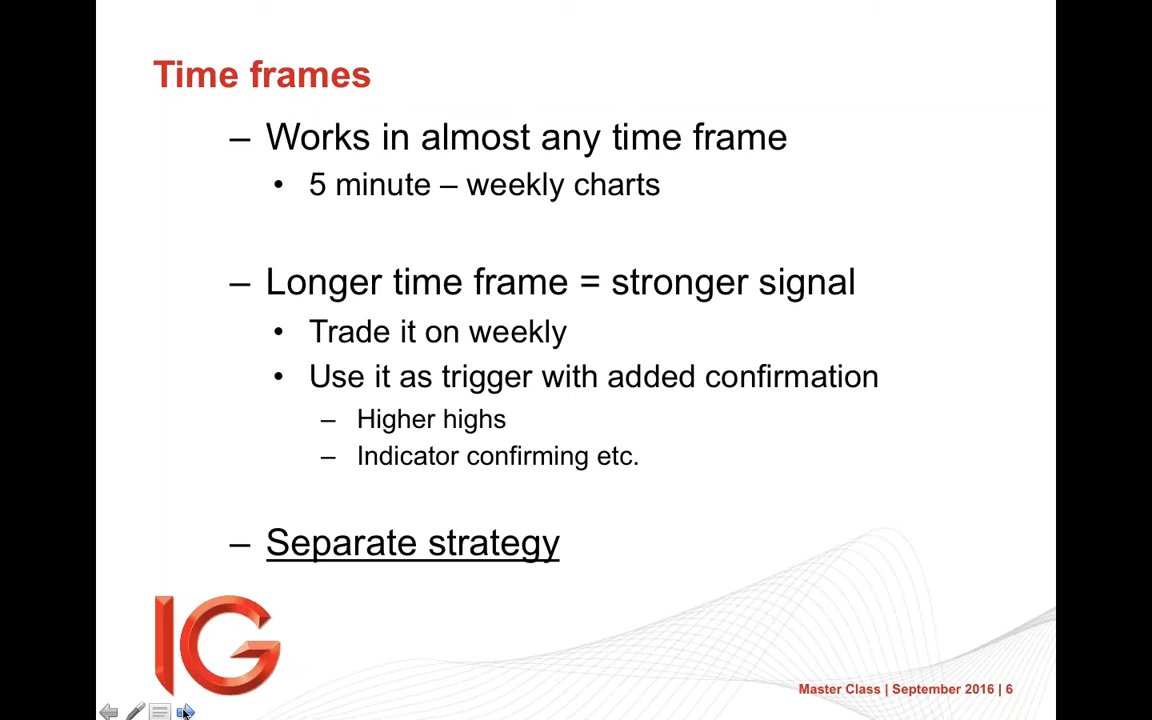 Time frames
– Works in almost any time frame
• 5 minute – weekly charts
– Longer time frame = stronger signal
• Trade it on weekly
• Use it as trigger with added confirmation
– Higher highs
– Indicator confirming etc.
– Separate strategy
IG
Master Class | September 2016 | 6